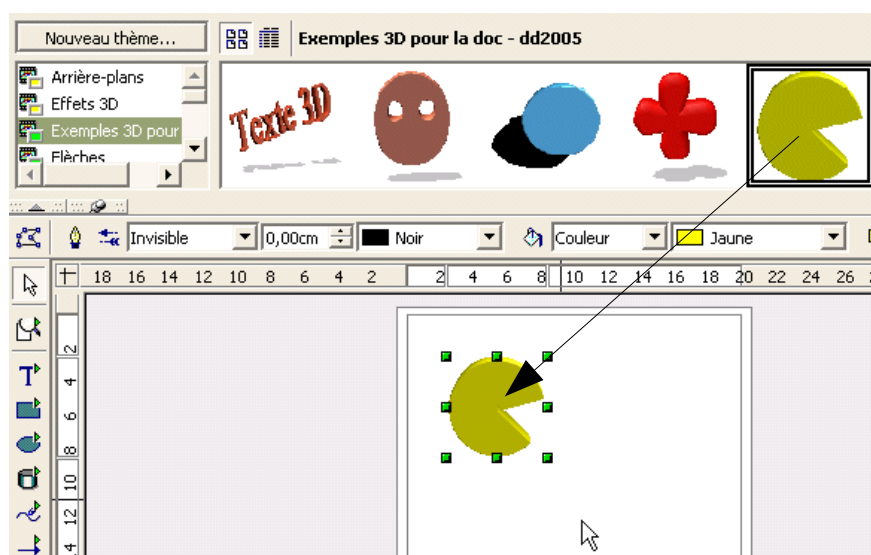 Nouveau thème... Exemples 3D pour la doc - dd2005
Arrière-plans
Effets 3D
Exemples 3D pour
Flèches
Texte 3D
Invisible 0,00cm Noir Couleur Jaune
18 16 14 12 10 8 6 4 2 2 4 6 8 10 12 14 16 18 20 22 24 26
2
4
6
8
10
12
14
T